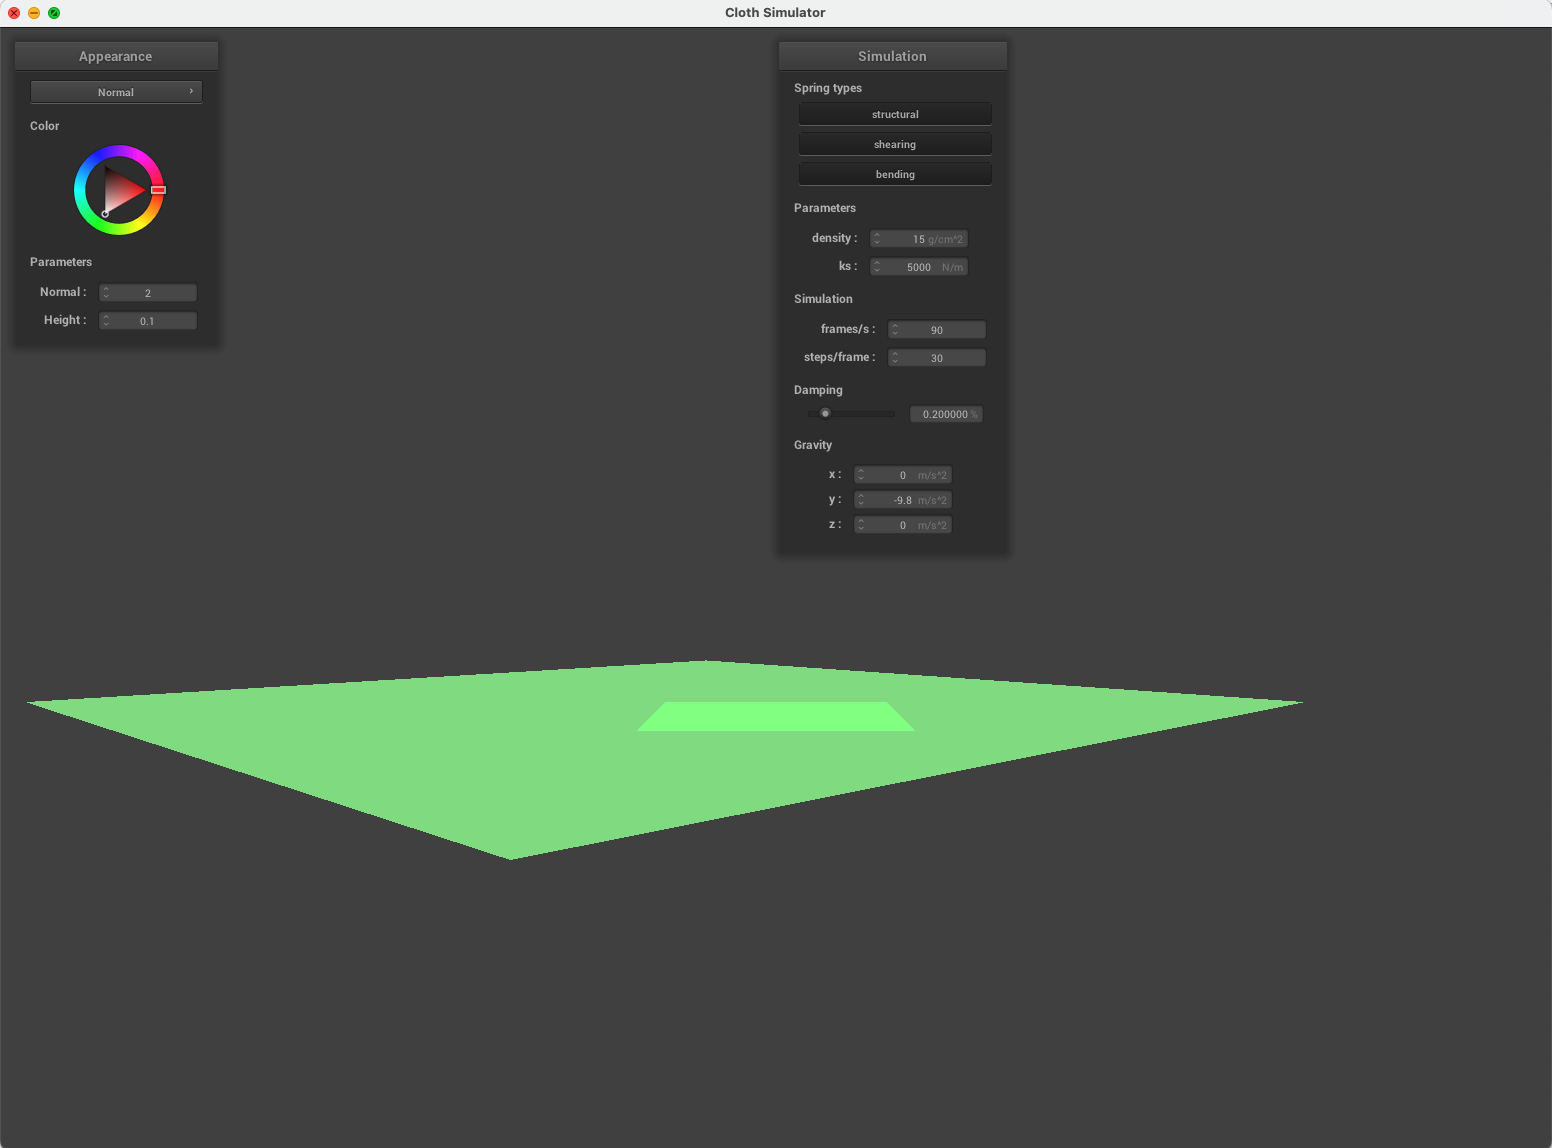 Cloth Simulator
Appearance
Normal
Color
Parameters
Normal : 2
Height : 0.1
Simulation
Spring types
structural
shearing
bending
Parameters
density : 15 g/cm^2
ks : 5000 N/m
Simulation
frames/s : 90
steps/frame : 30
Damping
0.200000 %
Gravity
x : 0 m/s^2
y : -9.8 m/s^2
z : 0 m/s^2